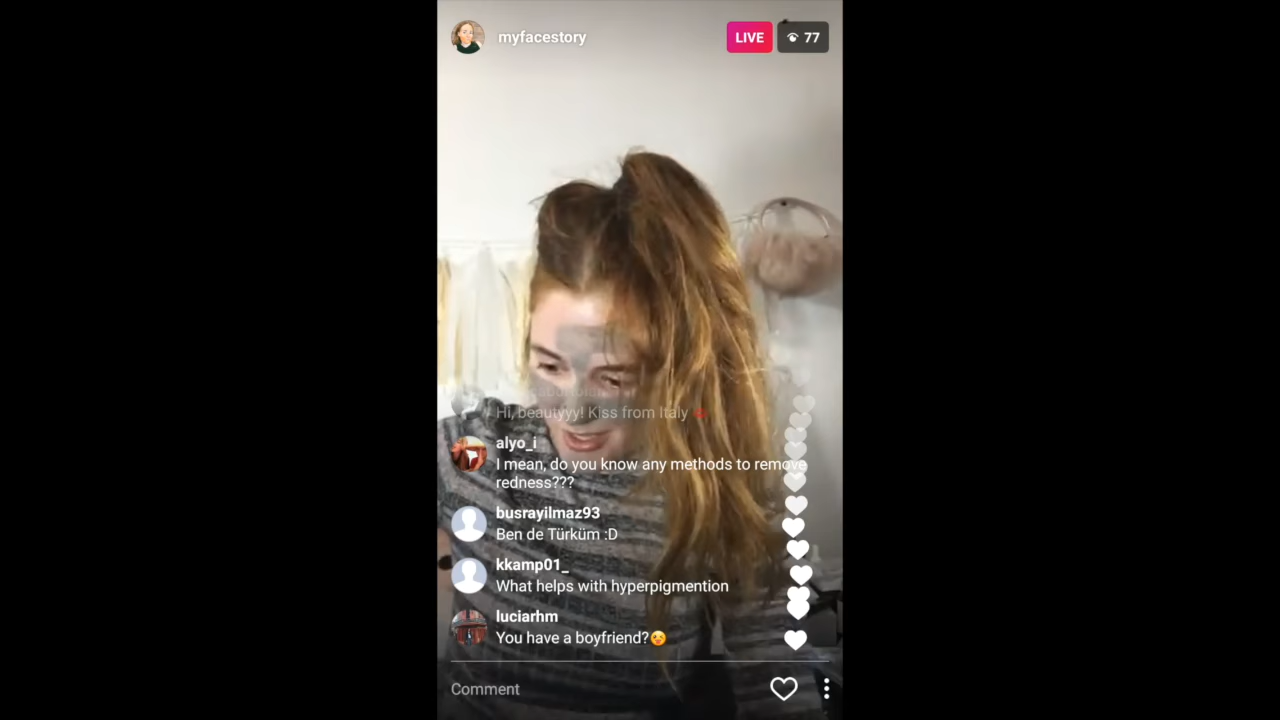 myfacestory
LIVE
77
Hi, beautyyy! Kiss from Italy
alyo_i
I mean, do you know any methods to remove
redness???
busrayilmaz93
Ben de Türküm :D
kkamp01_
What helps with hyperpigmention
luciarhm
You have a boyfriend?😚
Comment